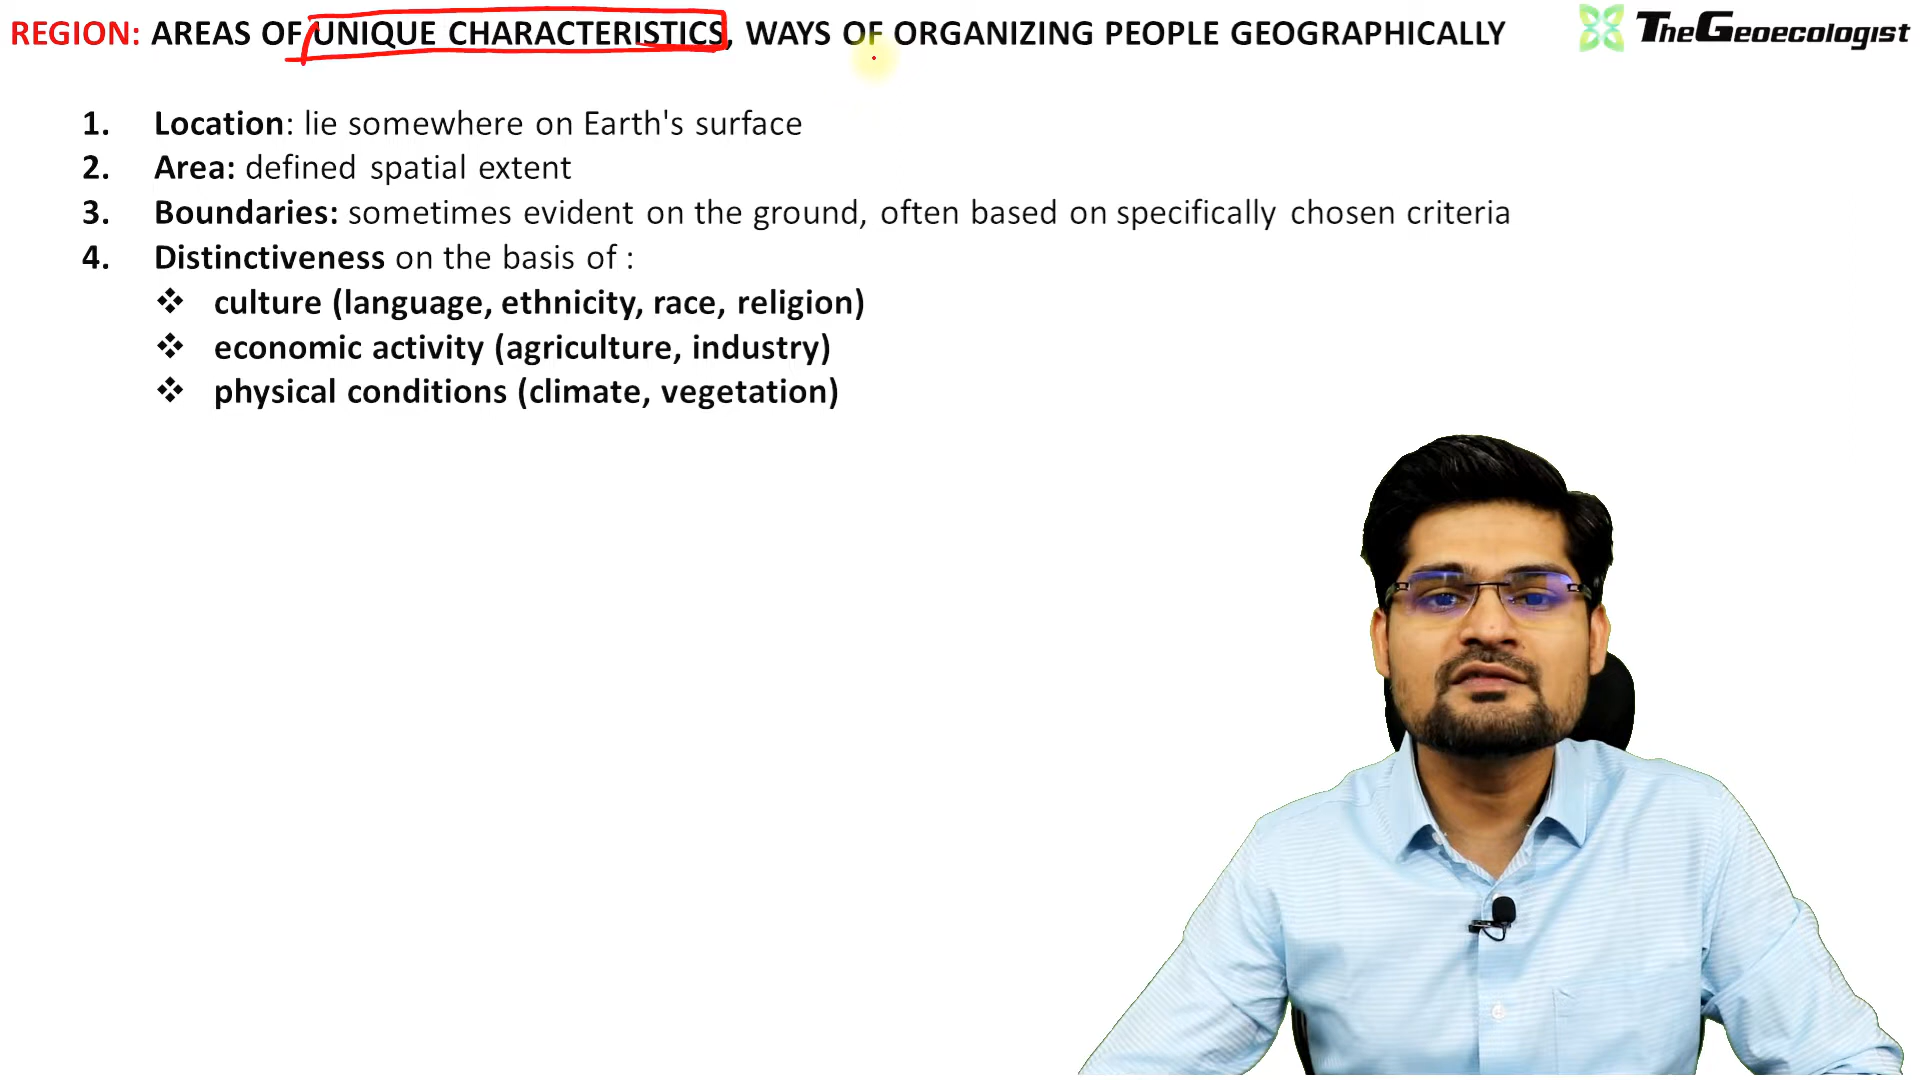 REGION: AREAS OF UNIQUE CHARACTERISTICS, WAYS OF ORGANIZING PEOPLE GEOGRAPHICALLY
TheGeoecologist
1. Location: lie somewhere on Earth's surface
2. Area: defined spatial extent
3. Boundaries: sometimes evident on the ground, often based on specifically chosen criteria
4. Distinctiveness on the basis of :
❖ culture (language, ethnicity, race, religion)
❖ economic activity (agriculture, industry)
❖ physical conditions (climate, vegetation)